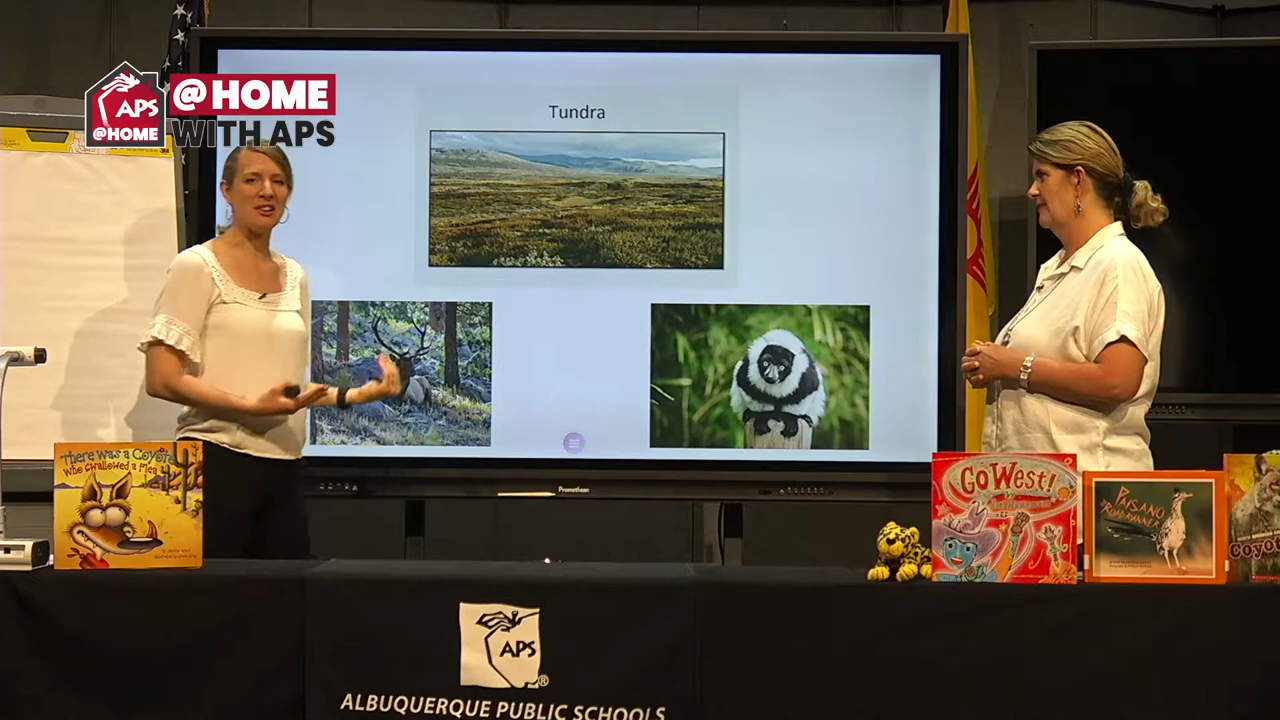 APS
@HOME
@HOME
WITH APS
Tundra
Promethean
There was a Coyote
who Swallowed a Flea
Go West!
PAISANO
ROADRUNNER
COYO
APS
®
ALBUQUERQUE PUBLIC SCHOOLS